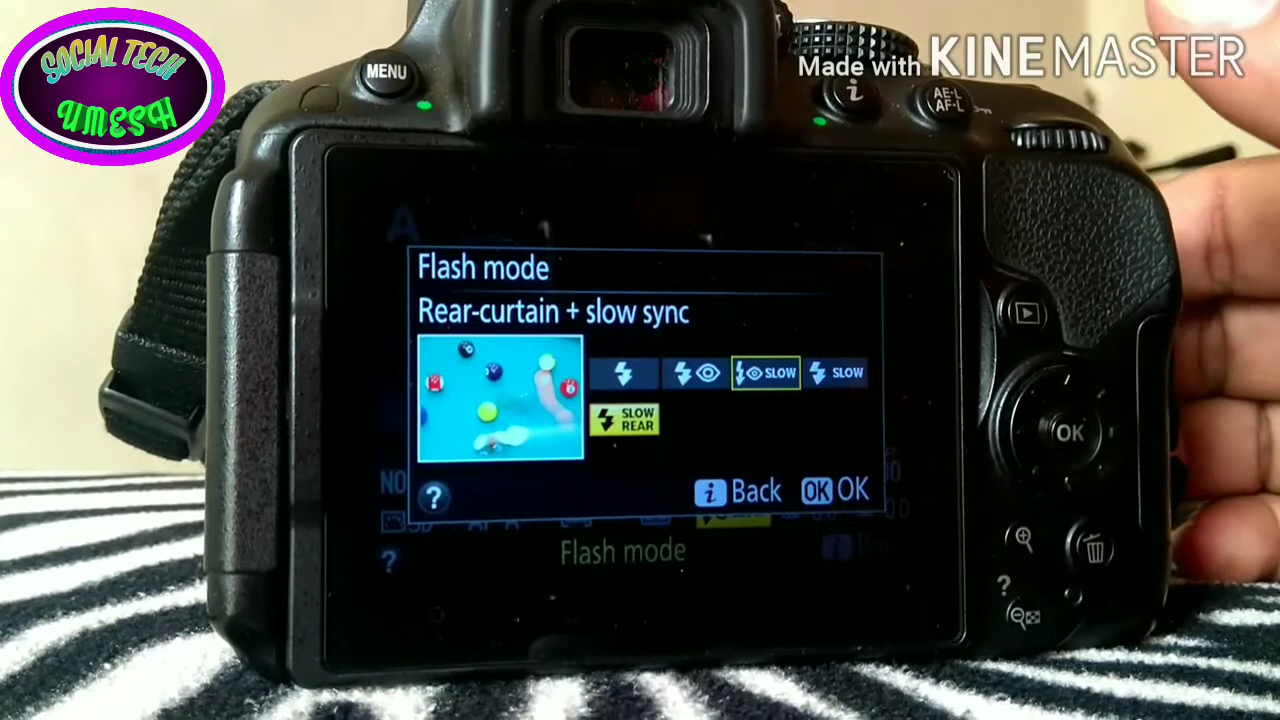 SOCIAL TECH
UMESH
Made with KINEMASTER
MENU
i
AE-L
AF-L
A
Flash mode
Rear-curtain + slow sync
SLOW
SLOW
SLOW
REAR
OK
? i Back OK OK
NO
?
Flash mode
?